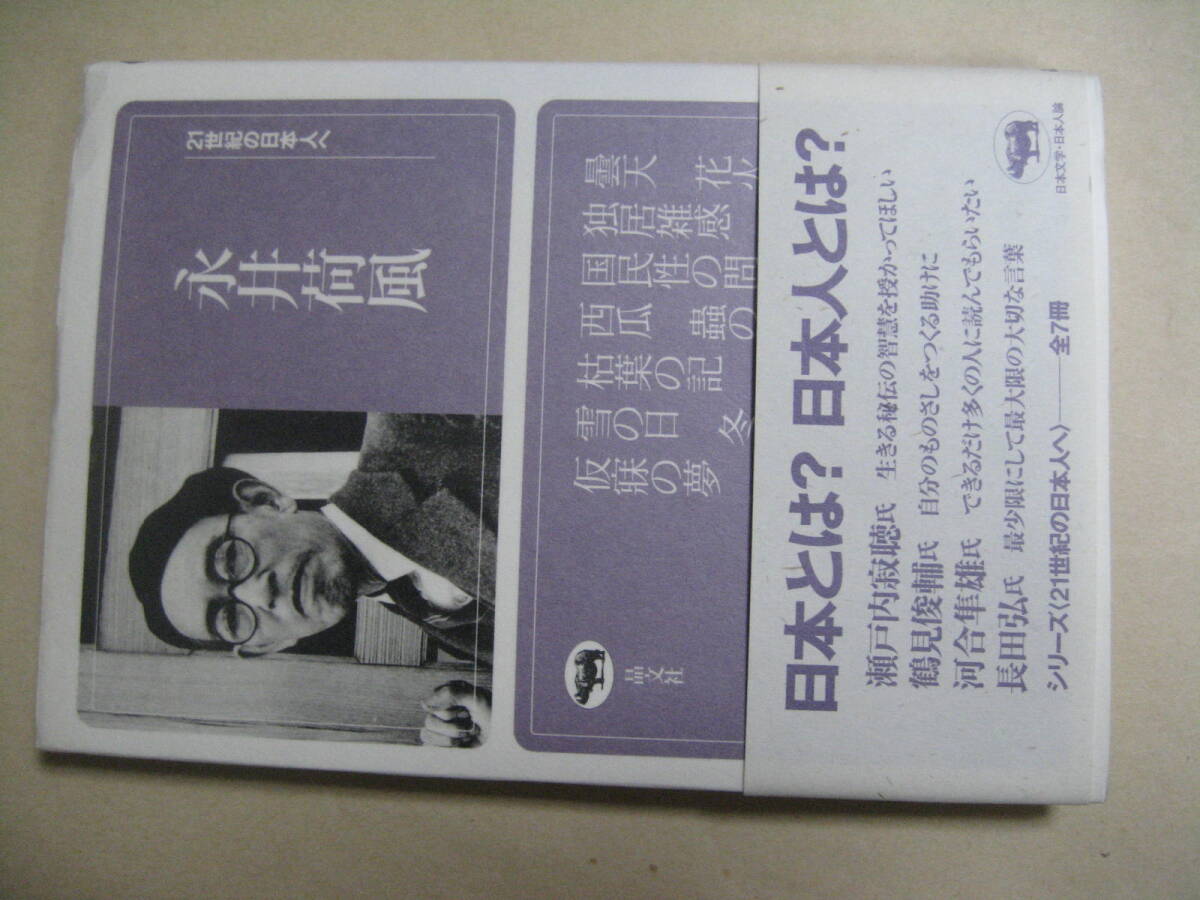 21世紀の日本人へ
永井荷風
曇天 花火
独居雑感
国民性の問
西瓜 蟲の
枯葉の記
雪の日 冬
仮寐の夢
晶文社
日本とは? 日本人とは?
瀬戸内寂聴氏 生きる秘伝の智慧を授かってほしい
鶴見俊輔氏 自分のものさしをつくる助けに
河合隼雄氏 できるだけ多くの人に読んでもらいたい
長田弘氏 最少限にして最大限の大切な言葉
シリーズ〈21世紀の日本人へ〉――全7冊
日本文学・日本人論